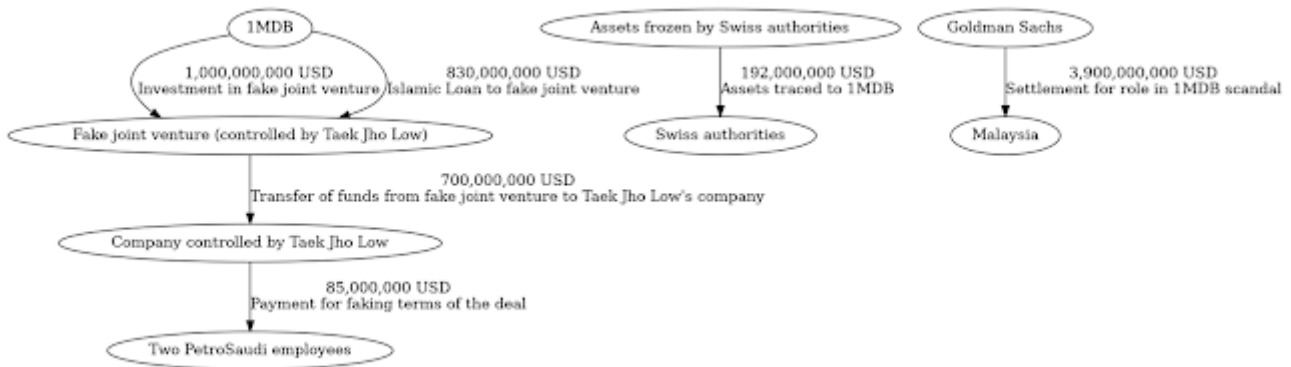 1MDB
Assets frozen by Swiss authorities
Goldman Sachs
1,000,000,000 USD
Investment in fake joint venture
830,000,000 USD
Islamic Loan to fake joint venture
192,000,000 USD
Assets traced to 1MDB
3,900,000,000 USD
Settlement for role in 1MDB scandal
Fake joint venture (controlled by Taek Jho Low)
Swiss authorities
Malaysia
700,000,000 USD
Transfer of funds from fake joint venture to Taek Jho Low's company
Company controlled by Taek Jho Low
85,000,000 USD
Payment for faking terms of the deal
Two PetroSaudi employees